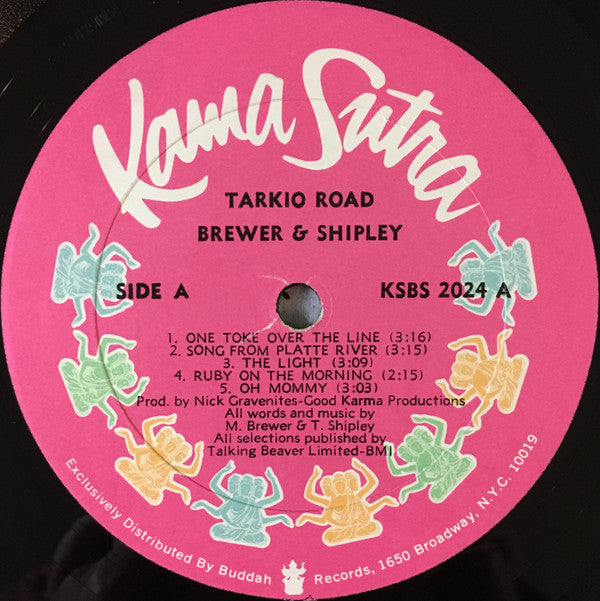 Kama Sutra
TARKIO ROAD
BREWER & SHIPLEY
SIDE A
KSBS 2024 A
1. ONE TOKE OVER THE LINE (3:16)
2. SONG FROM PLATTE RIVER (3:15)
3. THE LIGHT (3:09)
4. RUBY ON THE MORNING (2:15)
5. OH MOMMY (3:03)
Prod. by Nick Gravenites-Good Karma Productions
All words and music by
M. Brewer & T. Shipley
All selections published by
Talking Beaver Limited-BMI
Exclusively Distributed By Buddah Records, 1650 Broadway, N.Y.C. 10019